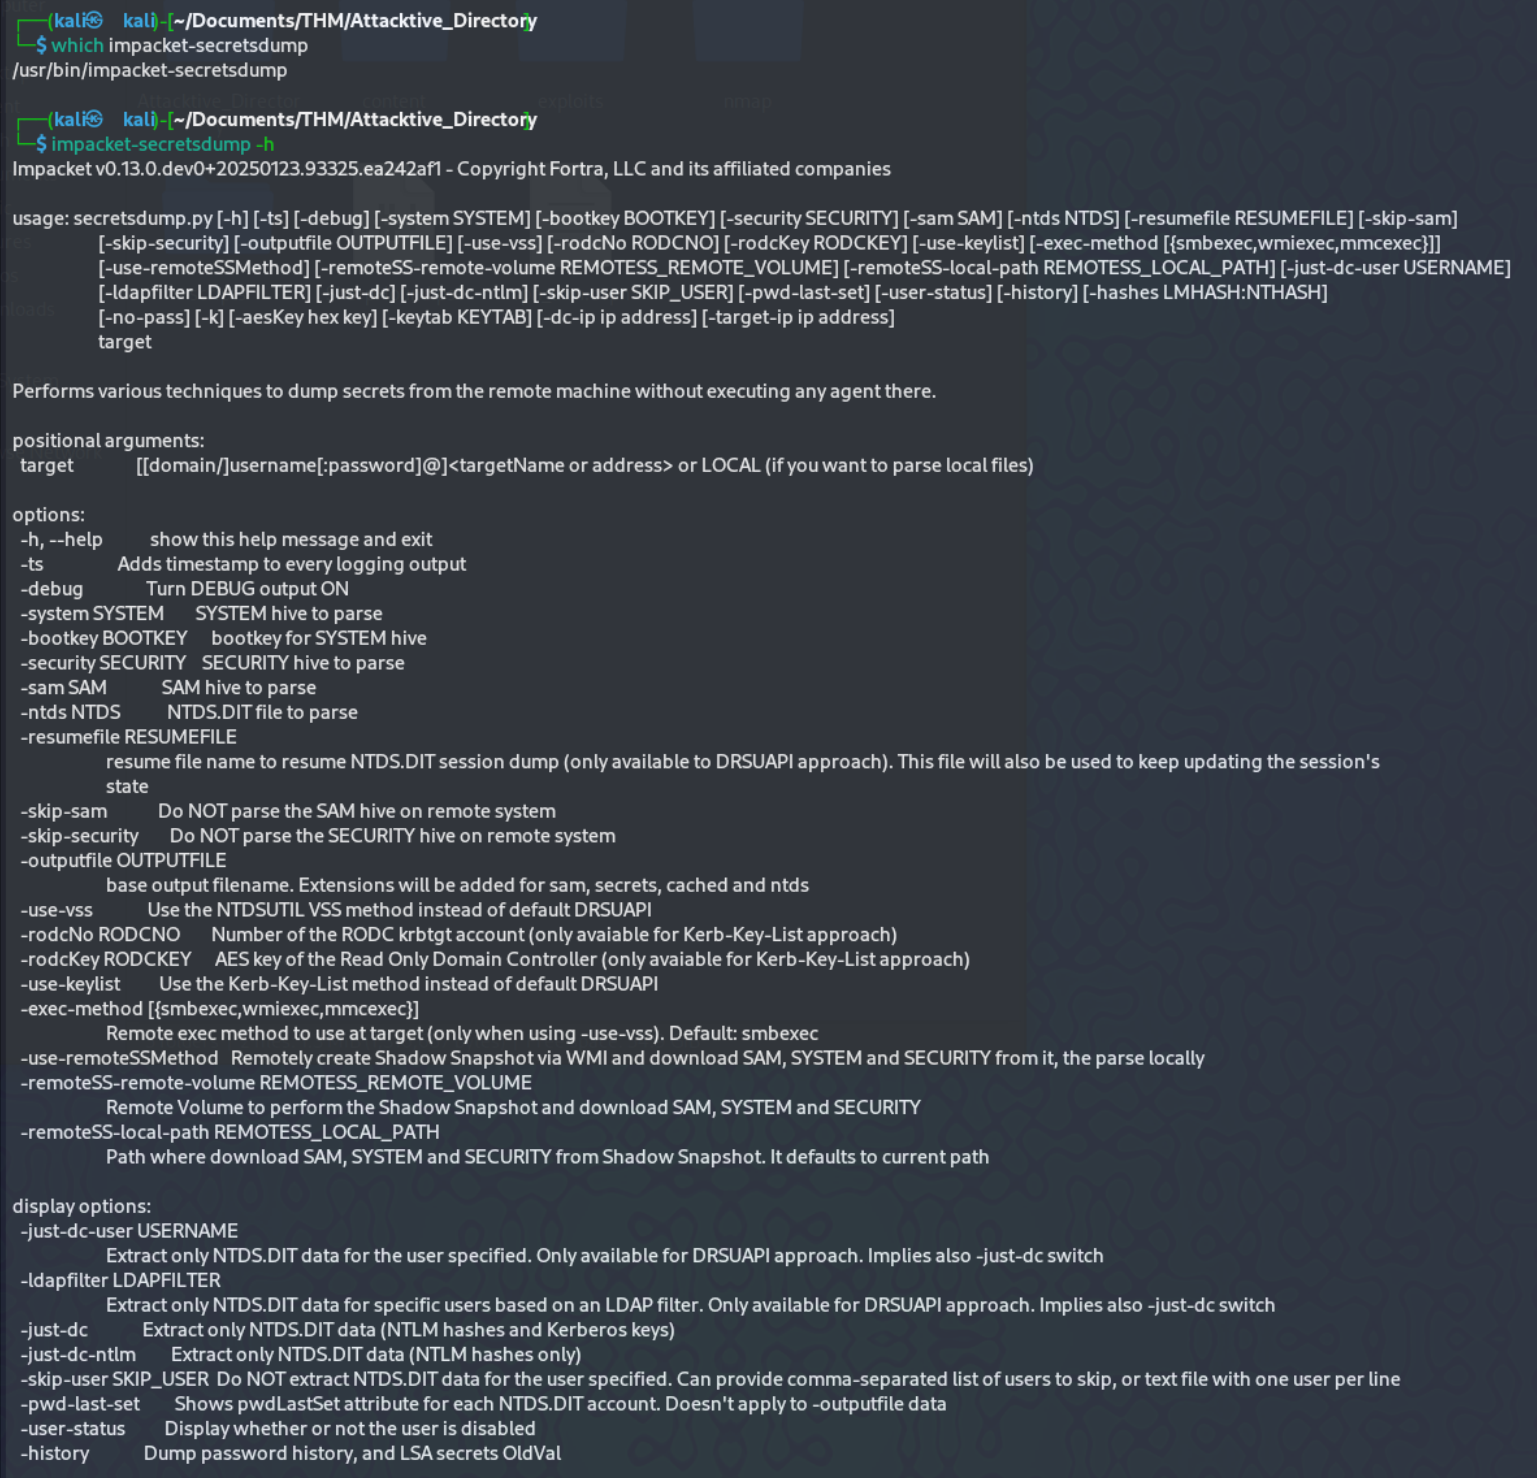 ┌──(kali㉿kali)-[~/Documents/THM/Attacktive_Directory]
└─$ which impacket-secretsdump
/usr/bin/impacket-secretsdump
┌──(kali㉿kali)-[~/Documents/THM/Attacktive_Directory]
└─$ impacket-secretsdump -h
Impacket v0.13.0.dev0+20250123.93325.ea242af1 - Copyright Fortra, LLC and its affiliated companies
usage: secretsdump.py [-h] [-ts] [-debug] [-system SYSTEM] [-bootkey BOOTKEY] [-security SECURITY] [-sam SAM] [-ntds NTDS] [-resumefile RESUMEFILE] [-skip-sam]
[-skip-security] [-outputfile OUTPUTFILE] [-use-vss] [-rodcNo RODCNO] [-rodcKey RODCKEY] [-use-keylist] [-exec-method [{smbexec,wmiexec,mmcexec}]]
[-use-remoteSSMethod] [-remoteSS-remote-volume REMOTESS_REMOTE_VOLUME] [-remoteSS-local-path REMOTESS_LOCAL_PATH] [-just-dc-user USERNAME]
[-ldapfilter LDAPFILTER] [-just-dc] [-just-dc-ntlm] [-skip-user SKIP_USER] [-pwd-last-set] [-user-status] [-history] [-hashes LMHASH:NTHASH]
[-no-pass] [-k] [-aesKey hex key] [-keytab KEYTAB] [-dc-ip ip address] [-target-ip ip address]
target
Performs various techniques to dump secrets from the remote machine without executing any agent there.
positional arguments:
target [[domain/]username[:password]@]<targetName or address> or LOCAL (if you want to parse local files)
options:
-h, --help show this help message and exit
-ts Adds timestamp to every logging output
-debug Turn DEBUG output ON
-system SYSTEM SYSTEM hive to parse
-bootkey BOOTKEY bootkey for SYSTEM hive
-security SECURITY SECURITY hive to parse
-sam SAM SAM hive to parse
-ntds NTDS NTDS.DIT file to parse
-resumefile RESUMEFILE
resume file name to resume NTDS.DIT session dump (only available to DRSUAPI approach). This file will also be used to keep updating the session's
state
-skip-sam Do NOT parse the SAM hive on remote system
-skip-security Do NOT parse the SECURITY hive on remote system
-outputfile OUTPUTFILE
base output filename. Extensions will be added for sam, secrets, cached and ntds
-use-vss Use the NTDSUTIL VSS method instead of default DRSUAPI
-rodcNo RODCNO Number of the RODC krbtgt account (only avaiable for Kerb-Key-List approach)
-rodcKey RODCKEY AES key of the Read Only Domain Controller (only avaiable for Kerb-Key-List approach)
-use-keylist Use the Kerb-Key-List method instead of default DRSUAPI
-exec-method [{smbexec,wmiexec,mmcexec}]
Remote exec method to use at target (only when using -use-vss). Default: smbexec
-use-remoteSSMethod Remotely create Shadow Snapshot via WMI and download SAM, SYSTEM and SECURITY from it, the parse locally
-remoteSS-remote-volume REMOTESS_REMOTE_VOLUME
Remote Volume to perform the Shadow Snapshot and download SAM, SYSTEM and SECURITY
-remoteSS-local-path REMOTESS_LOCAL_PATH
Path where download SAM, SYSTEM and SECURITY from Shadow Snapshot. It defaults to current path
display options:
-just-dc-user USERNAME
Extract only NTDS.DIT data for the user specified. Only available for DRSUAPI approach. Implies also -just-dc switch
-ldapfilter LDAPFILTER
Extract only NTDS.DIT data for specific users based on an LDAP filter. Only available for DRSUAPI approach. Implies also -just-dc switch
-just-dc Extract only NTDS.DIT data (NTLM hashes and Kerberos keys)
-just-dc-ntlm Extract only NTDS.DIT data (NTLM hashes only)
-skip-user SKIP_USER Do NOT extract NTDS.DIT data for the user specified. Can provide comma-separated list of users to skip, or text file with one user per line
-pwd-last-set Shows pwdLastSet attribute for each NTDS.DIT account. Doesn't apply to -outputfile data
-user-status Display whether or not the user is disabled
-history Dump password history, and LSA secrets OldVal